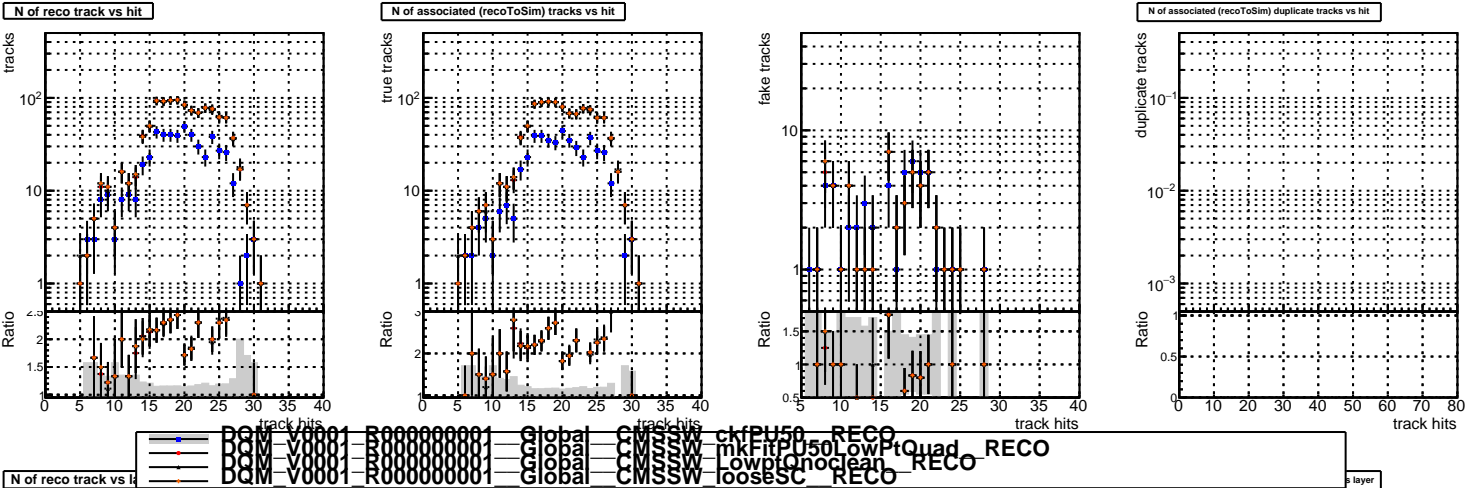 N of reco track vs hit
N of associated (recoToSim) tracks vs hit
N of associated (recoToSim) duplicate tracks vs hit
tracks
10²
10
1
Ratio
2.5
2
1.5
1
0 5 10 15 20 25 30 35 40
track hits
true tracks
10²
10
1
Ratio
3
2
1
0 5 10 15 20 25 30 35 40
track hits
fake tracks
10
1
Ratio
1.5
1
0.5
5 10 15 20 25 30 35 40
track hits
duplicate tracks
10⁻¹
10⁻²
10⁻³
Ratio
1
0.5
0
0 10 20 30 40 50 60 70 80
track hits
DQM_V0001_R000000001__Global__CMSSW_ckfPU50__RECO
DQM_V0001_R000000001__Global__CMSSW_mkFitPU50LowPtQuad__RECO
DQM_V0001_R000000001__Global__CMSSW_LowptQnoclean__RECO
DQM_V0001_R000000001__Global__CMSSW_looseSC__RECO
N of reco track vs la
s layer